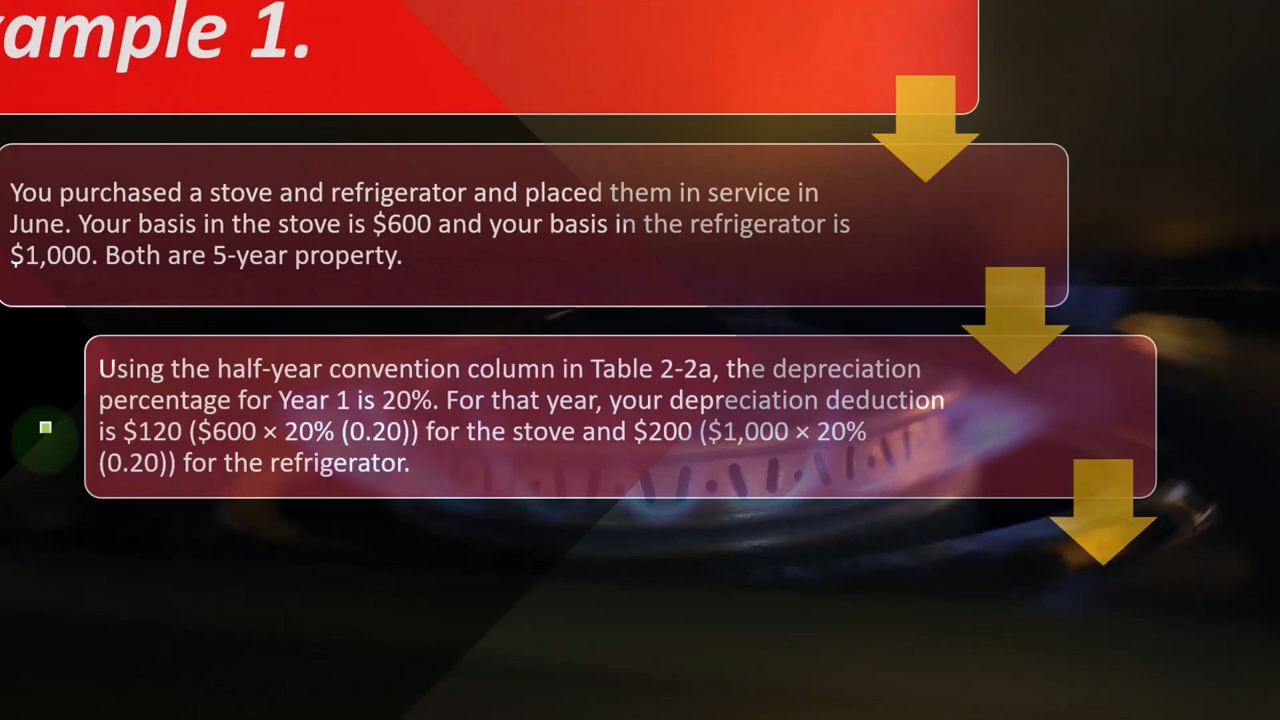 ample 1.
You purchased a stove and refrigerator and placed them in service in
June. Your basis in the stove is $600 and your basis in the refrigerator is
$1,000. Both are 5-year property.
Using the half-year convention column in Table 2-2a, the depreciation
percentage for Year 1 is 20%. For that year, your depreciation deduction
is $120 ($600 × 20% (0.20)) for the stove and $200 ($1,000 × 20%
(0.20)) for the refrigerator.